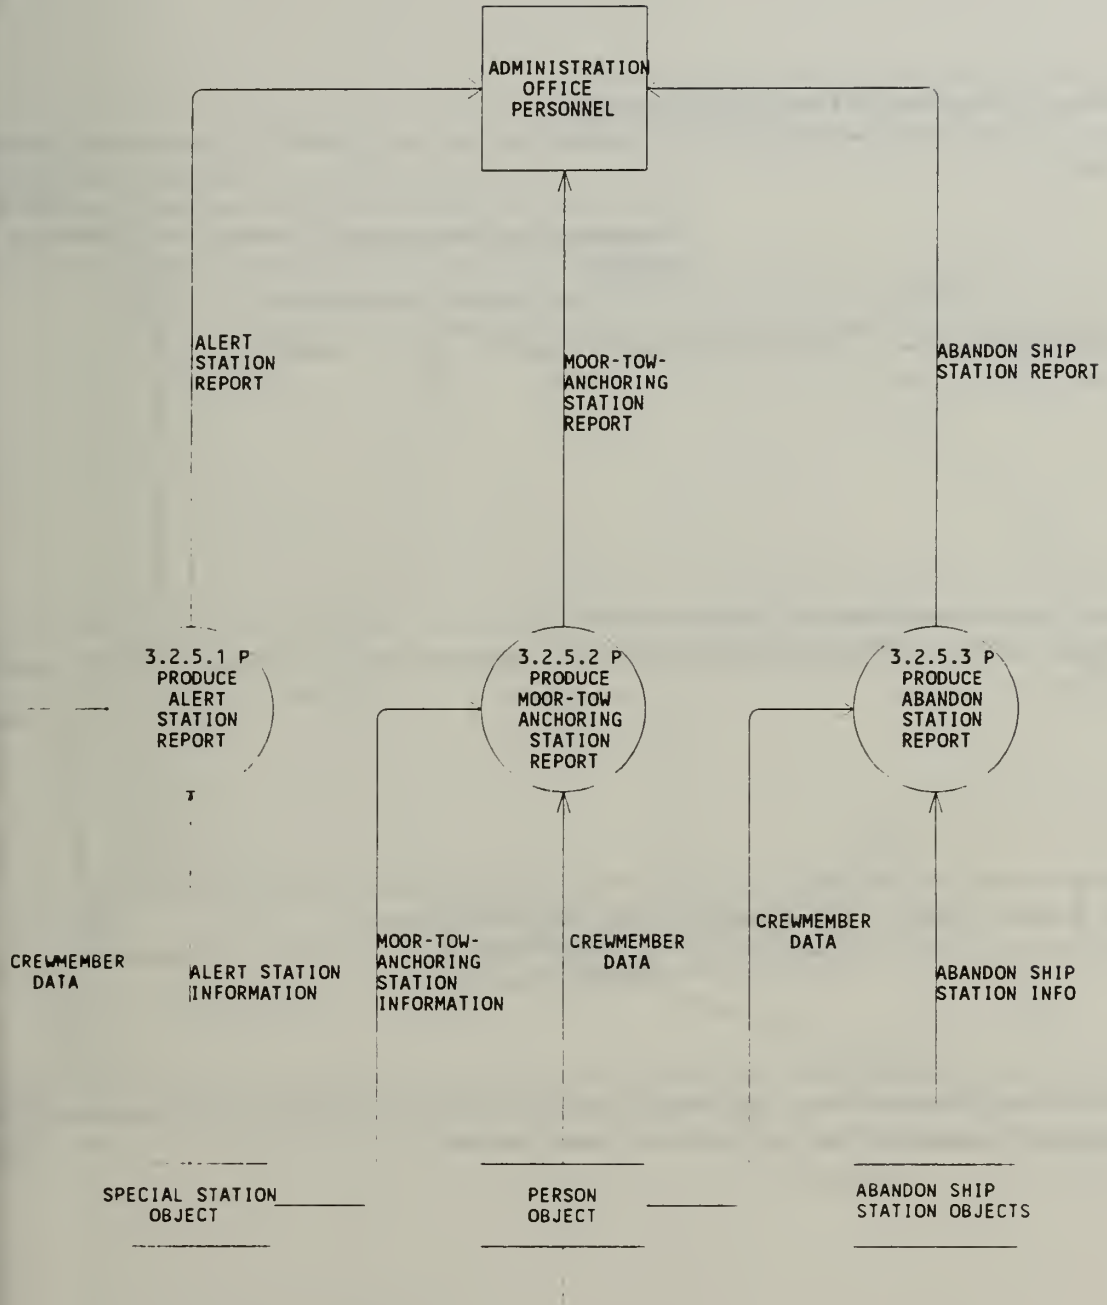 ADMINISTRATION
OFFICE
PERSONNEL
ALERT
STATION
REPORT
MOOR-TOW-
ANCHORING
STATION
REPORT
ABANDON SHIP
STATION REPORT
3.2.5.1 P
PRODUCE
ALERT
STATION
REPORT
3.2.5.2 P
PRODUCE
MOOR-TOW
ANCHORING
STATION
REPORT
3.2.5.3 P
PRODUCE
ABANDON
STATION
REPORT
CREWMEMBER
DATA
ALERT STATION
INFORMATION
MOOR-TOW-
ANCHORING
STATION
INFORMATION
CREWMEMBER
DATA
CREWMEMBER
DATA
ABANDON SHIP
STATION INFO
SPECIAL STATION
OBJECT
PERSON
OBJECT
ABANDON SHIP
STATION OBJECTS